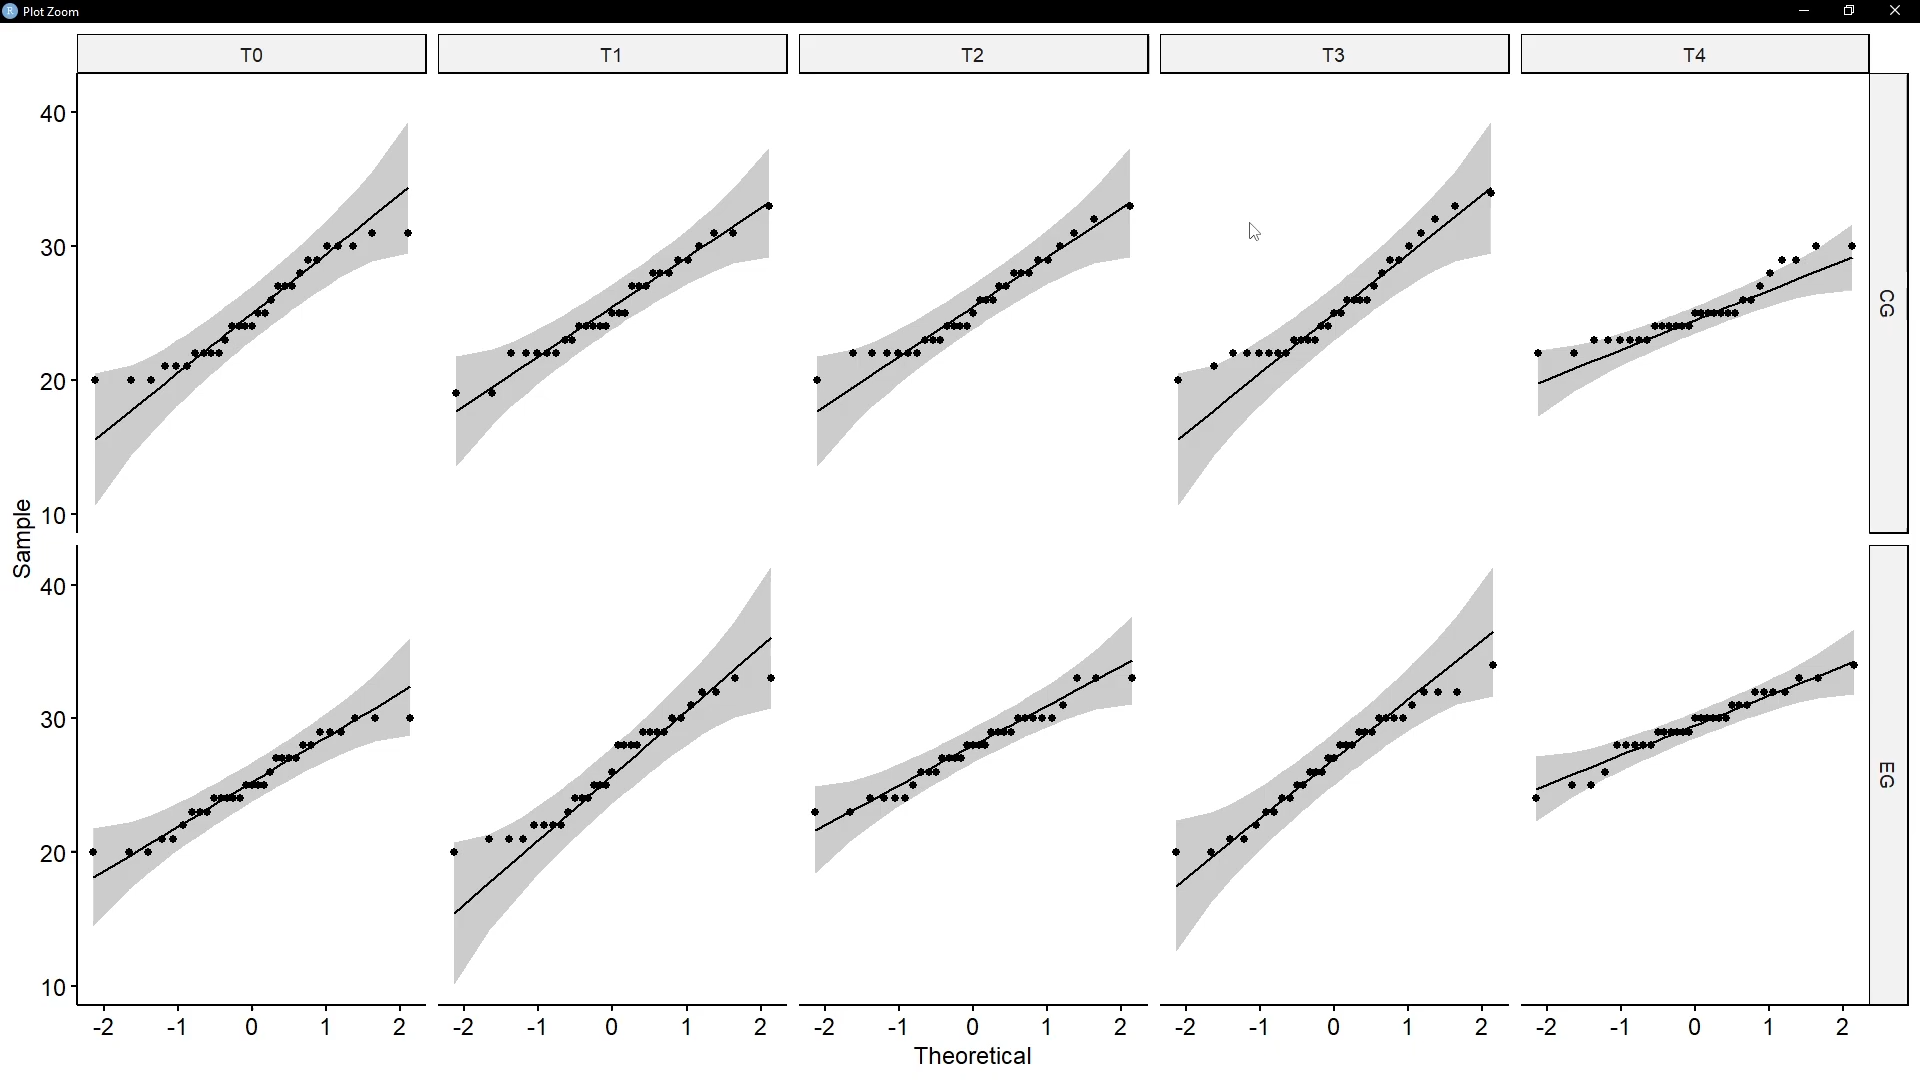 R Plot Zoom
T0 T1 T2 T3 T4
40
30
20
10
CG
Sample
40
30
20
10
EG
-2 -1 0 1 2 -2 -1 0 1 2 -2 -1 0 1 2 -2 -1 0 1 2 -2 -1 0 1 2
Theoretical